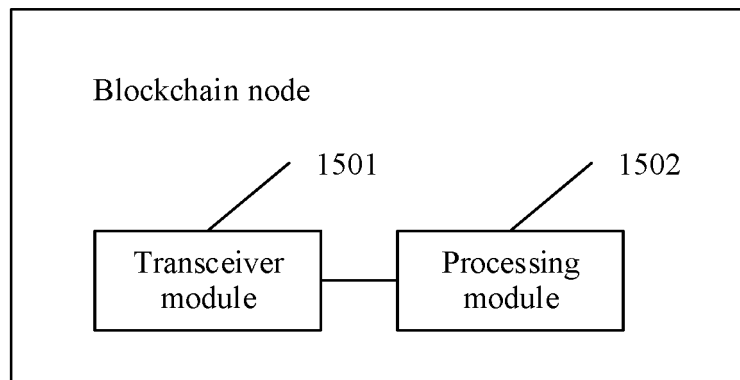 Blockchain node
1501
1502
Transceiver
module
Processing
module